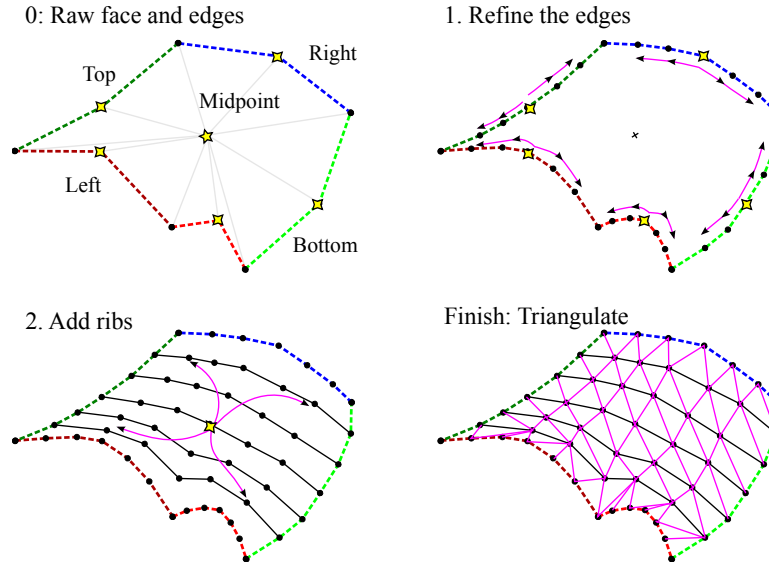 0: Raw face and edges
1. Refine the edges
Right
Top
Midpoint
Left
Bottom
2. Add ribs
Finish: Triangulate